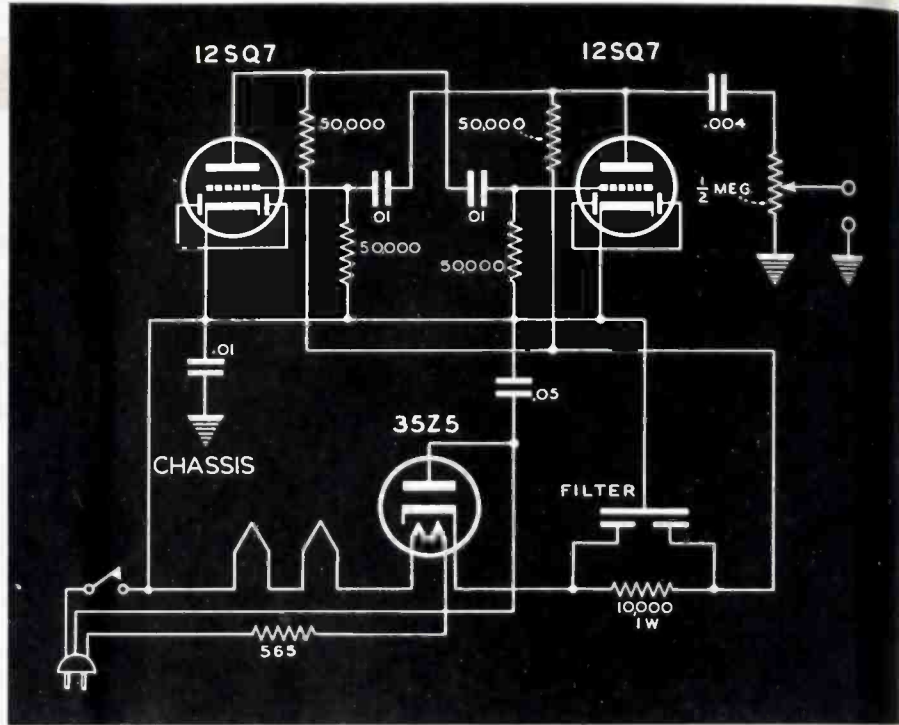 12SQ7
12SQ7
50,000
50,000
.004
.01
.01
1/2 MEG.
50,000
50,000
.01
.05
35Z5
CHASSIS
FILTER
10,000
1W
565